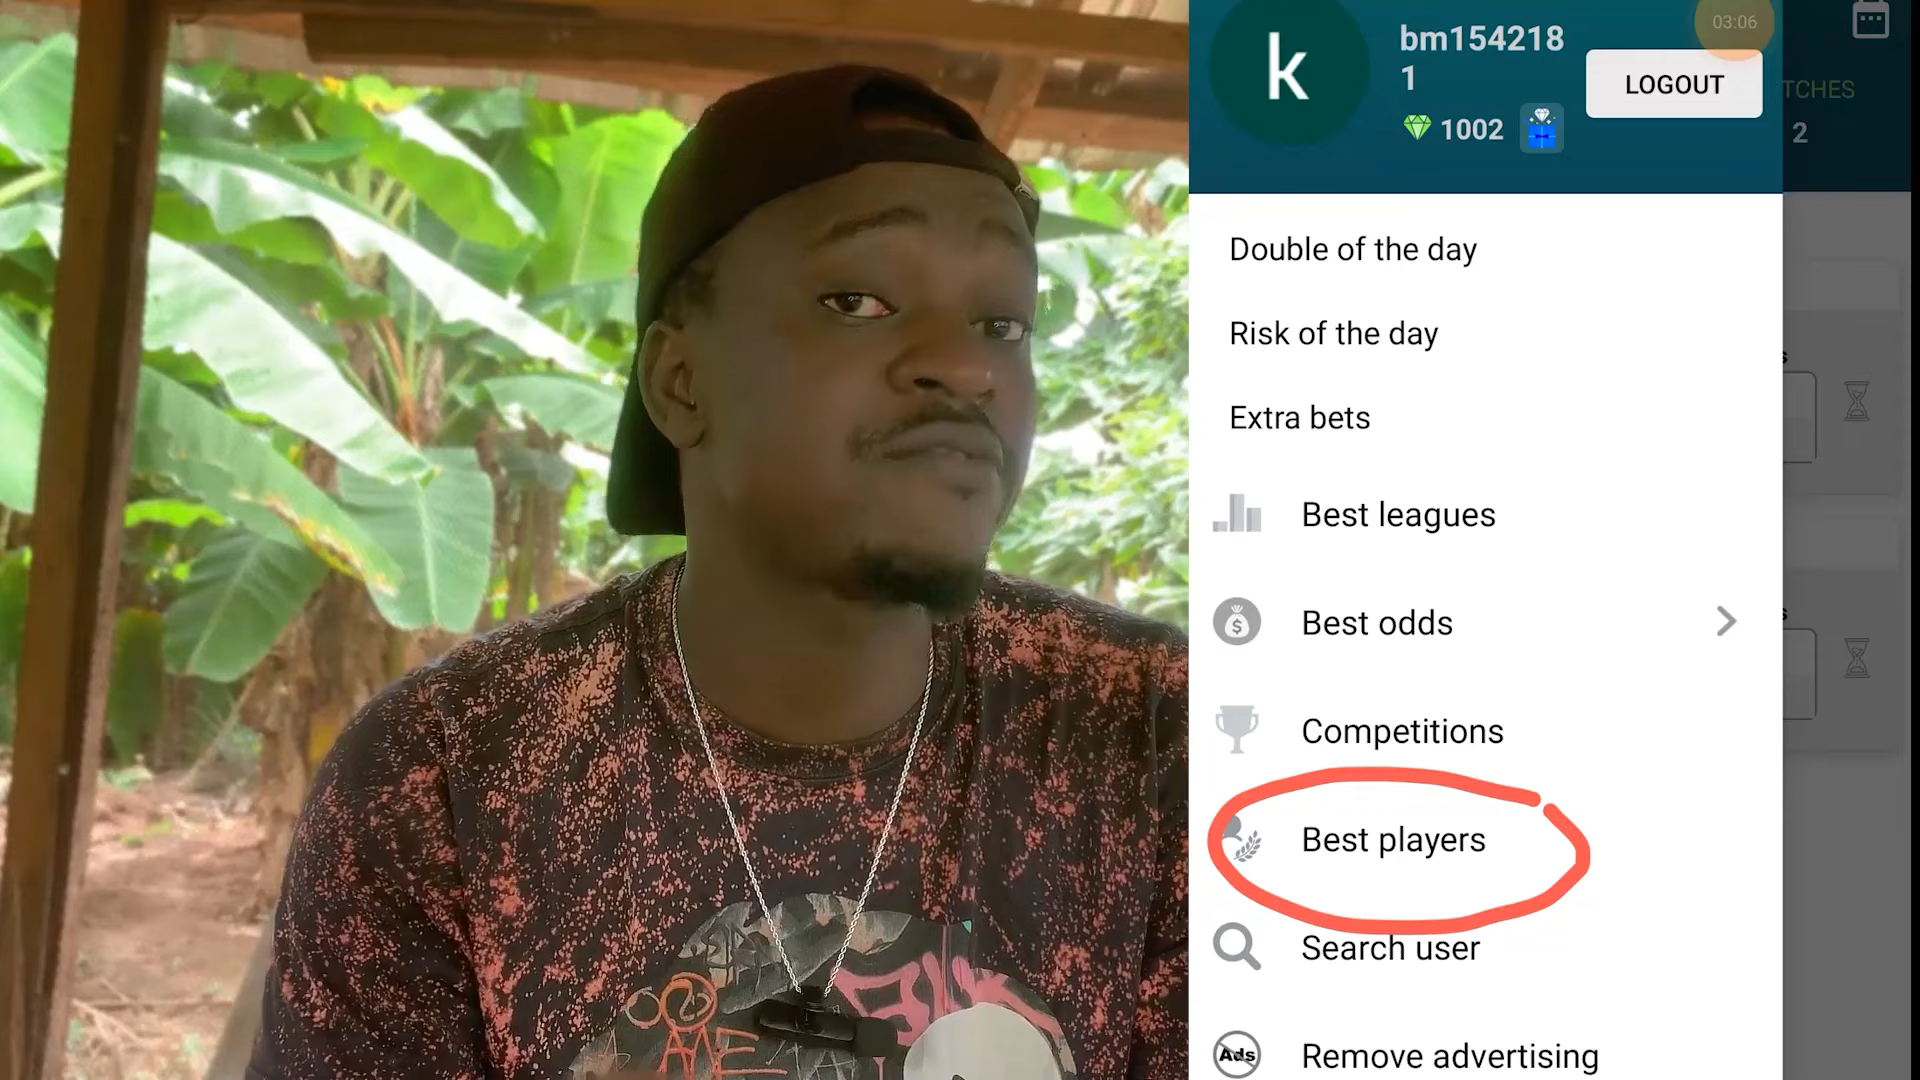 bm154218
1
1002
k
LOGOUT
03:06
TCHES
2
Double of the day
Risk of the day
Extra bets
Best leagues
Best odds
Competitions
Best players
Search user
Ads
Remove advertising
s
s